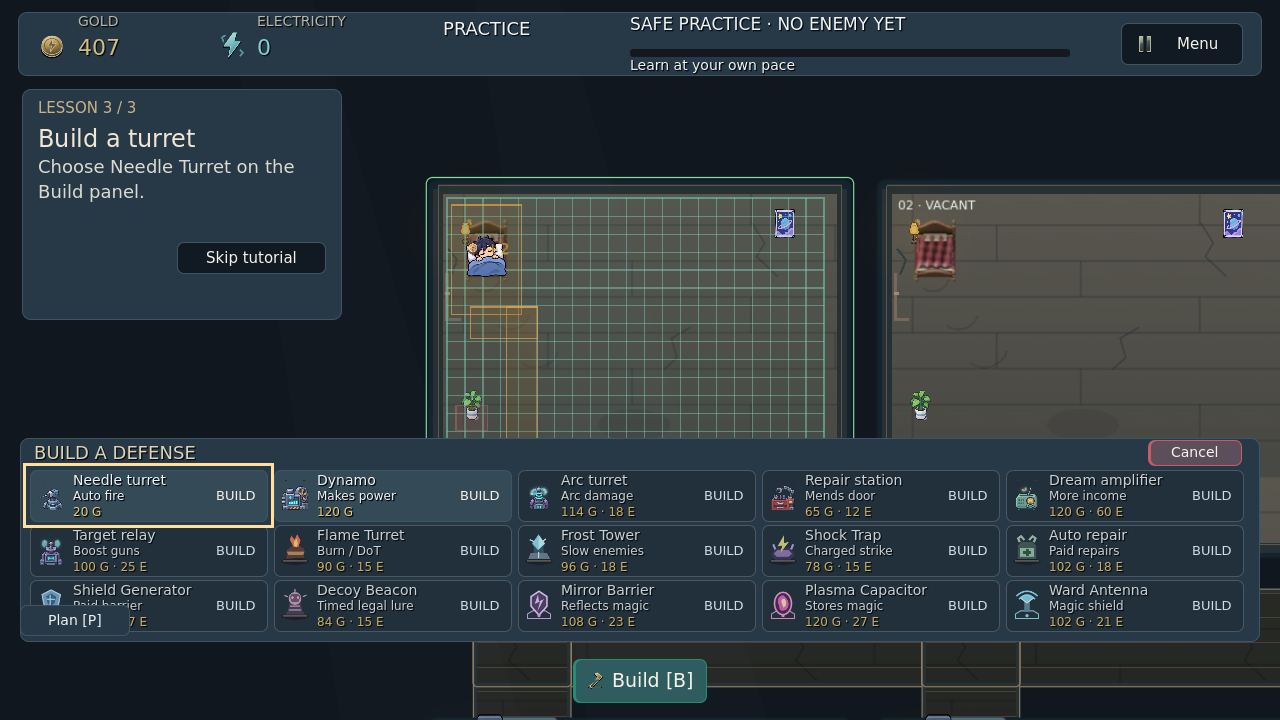 GOLD
407
ELECTRICITY
0
PRACTICE
SAFE PRACTICE · NO ENEMY YET
Learn at your own pace
Menu
LESSON 3 / 3
Build a turret
Choose Needle Turret on the
Build panel.
Skip tutorial
02 · VACANT
BUILD A DEFENSE
Cancel
Needle turret
Auto fire
20 G
BUILD
Dynamo
Makes power
120 G
BUILD
Arc turret
Arc damage
114 G · 18 E
BUILD
Repair station
Mends door
65 G · 12 E
BUILD
Dream amplifier
More income
120 G · 60 E
BUILD
Target relay
Boost guns
100 G · 25 E
BUILD
Flame Turret
Burn / DoT
90 G · 15 E
BUILD
Frost Tower
Slow enemies
96 G · 18 E
BUILD
Shock Trap
Charged strike
78 G · 15 E
BUILD
Auto repair
Paid repairs
102 G · 18 E
BUILD
Shield Generator
Paid barrier
7 E
BUILD
Decoy Beacon
Timed legal lure
84 G · 15 E
BUILD
Mirror Barrier
Reflects magic
108 G · 23 E
BUILD
Plasma Capacitor
Stores magic
120 G · 27 E
BUILD
Ward Antenna
Magic shield
102 G · 21 E
BUILD
Plan [P]
Build [B]